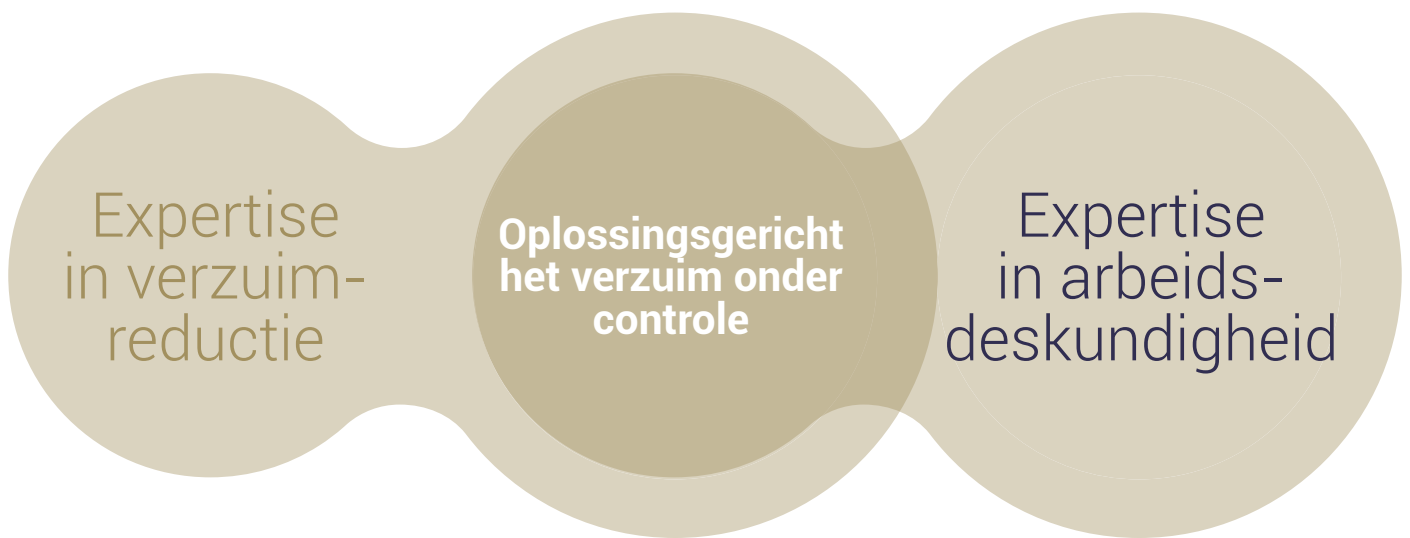 Expertise
in verzuim-
reductie
Oplossingsgericht
het verzuim onder
controle
Expertise
in arbeids-
deskundigheid